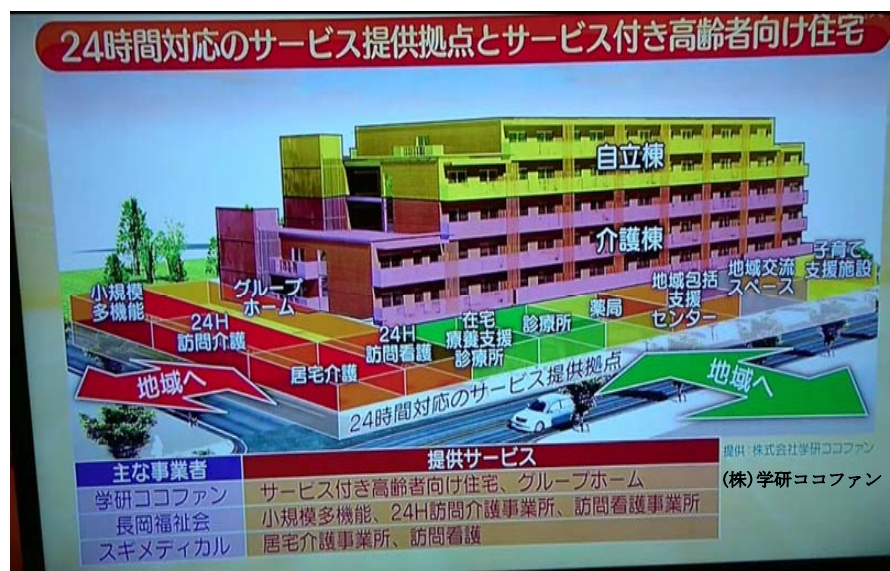 24時間対応のサービス提供拠点とサービス付き高齢者向け住宅
自立棟
介護棟
小規模
多機能
グループ
ホーム
24H
訪問介護
居宅介護
24H
訪問看護
在宅
療養支援
診療所
診療所
薬局
地域包括
支援
センター
地域交流
スペース
子育て
支援施設
地域へ
24時間対応のサービス提供拠点
地域へ
提供:株式会社学研ココファン
(株)学研ココファン
主な事業者 提供サービス
学研ココファン サービス付き高齢者向け住宅、グループホーム
長岡福祉会 小規模多機能、24H訪問介護事業所、訪問看護事業所
スギメディカル 居宅介護事業所、訪問看護